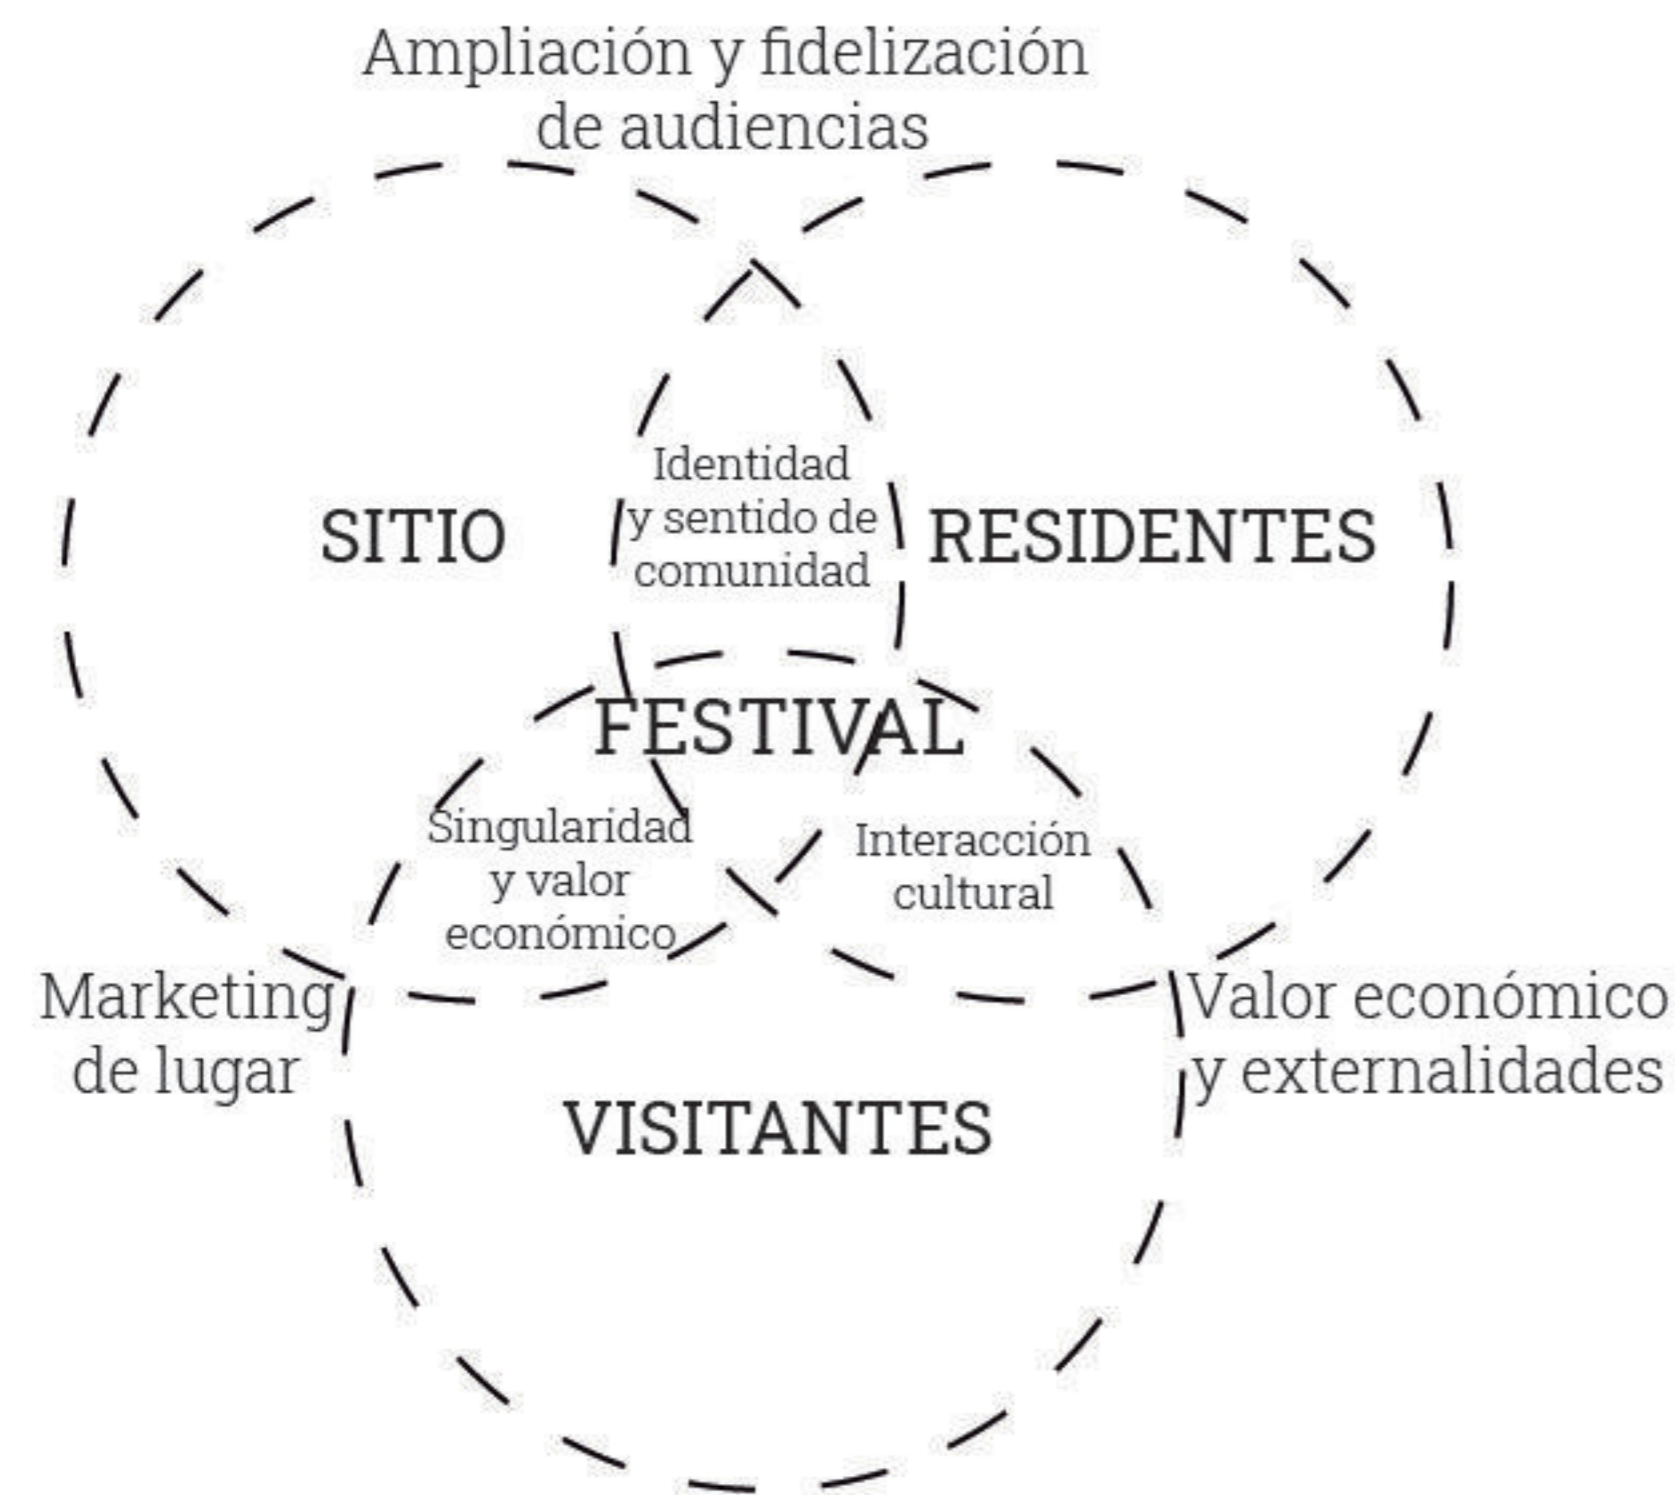 Ampliación y fidelización
de audiencias
Identidad
y sentido de
comunidad
SITIO
RESIDENTES
FESTIVAL
Singularidad
y valor
económico
Interacción
cultural
Marketing
de lugar
Valor económico
y externalidades
VISITANTES